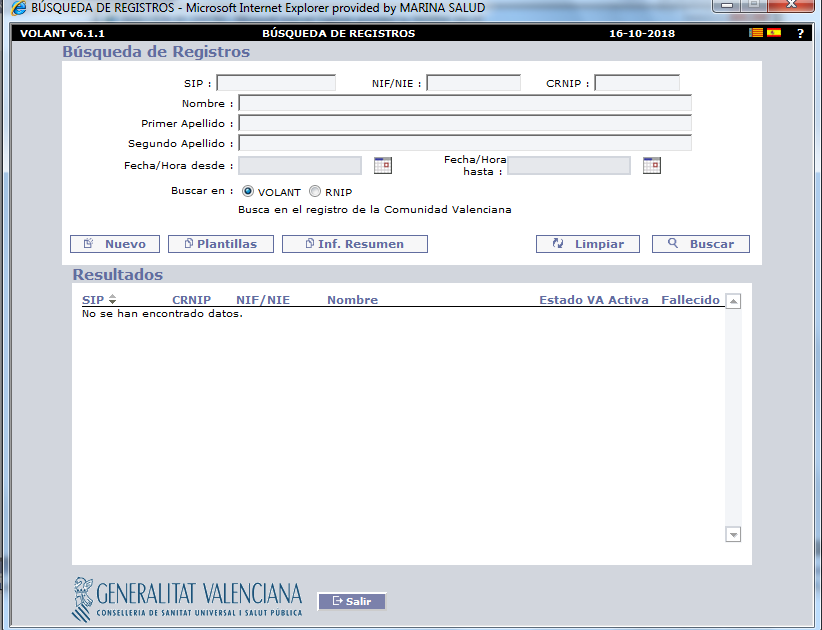 BÚSQUEDA DE REGISTROS - Microsoft Internet Explorer provided by MARINA SALUD
VOLANT v6.1.1 BÚSQUEDA DE REGISTROS 16-10-2018 ?
Búsqueda de Registros
SIP : NIF/NIE : CRNIP :
Nombre :
Primer Apellido :
Segundo Apellido :
Fecha/Hora desde : Fecha/Hora hasta :
Buscar en : VOLANT RNIP
Busca en el registro de la Comunidad Valenciana
Nuevo Plantillas Inf. Resumen Limpiar Buscar
Resultados
SIP CRNIP NIF/NIE Nombre Estado VA Activa Fallecido
No se han encontrado datos.
GENERALITAT VALENCIANA
CONSELLERIA DE SANITAT UNIVERSAL I SALUT PÚBLICA
Salir